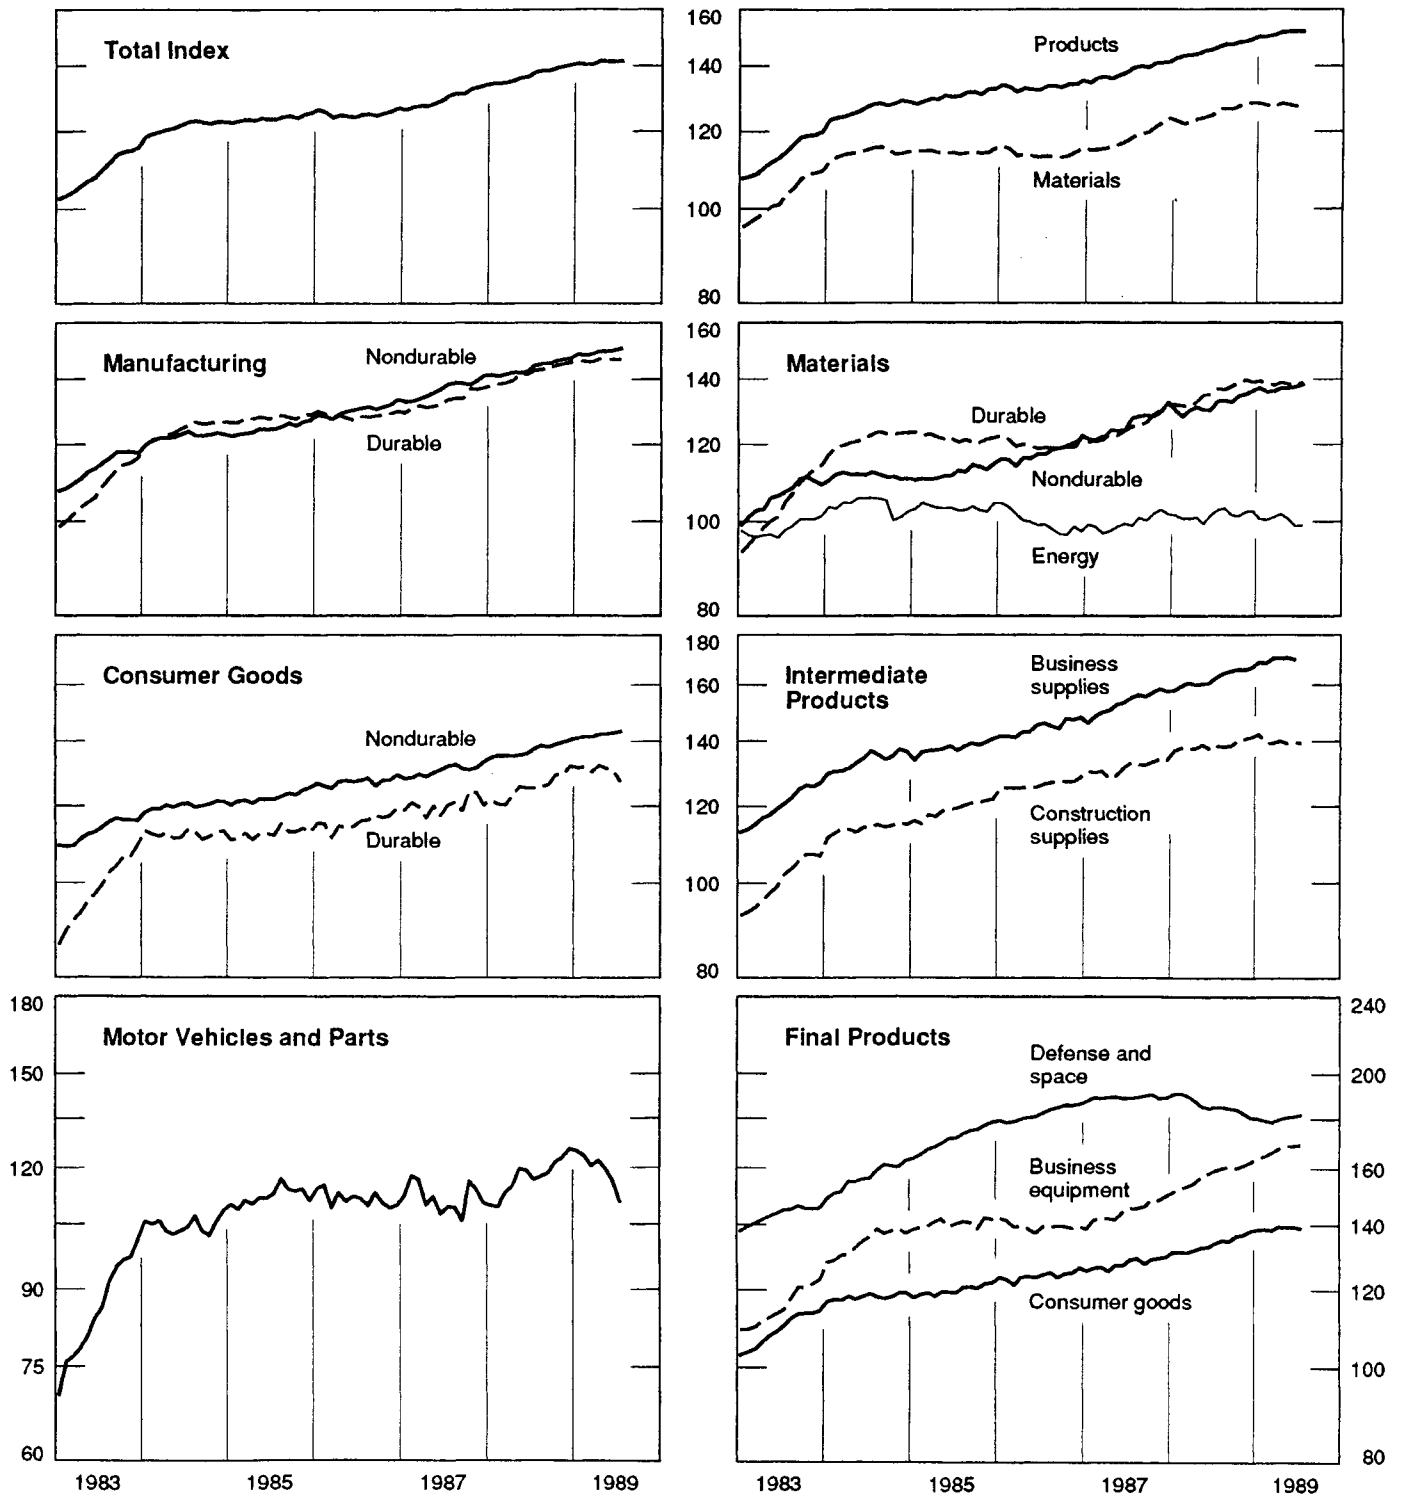 Total Index
160
Products
140
120
Materials
100
80
160
Manufacturing
Nondurable
Durable
Materials
140
Durable
120
Nondurable
100
Energy
80
180
Consumer Goods
Nondurable
Durable
Intermediate
Products
Business
supplies
160
140
120
Construction
supplies
100
80
180
Motor Vehicles and Parts
150
120
90
75
60
1983 1985 1987 1989
Final Products
240
Defense and
space
200
Business
equipment
160
140
120
Consumer goods
100
80
1983 1985 1987 1989